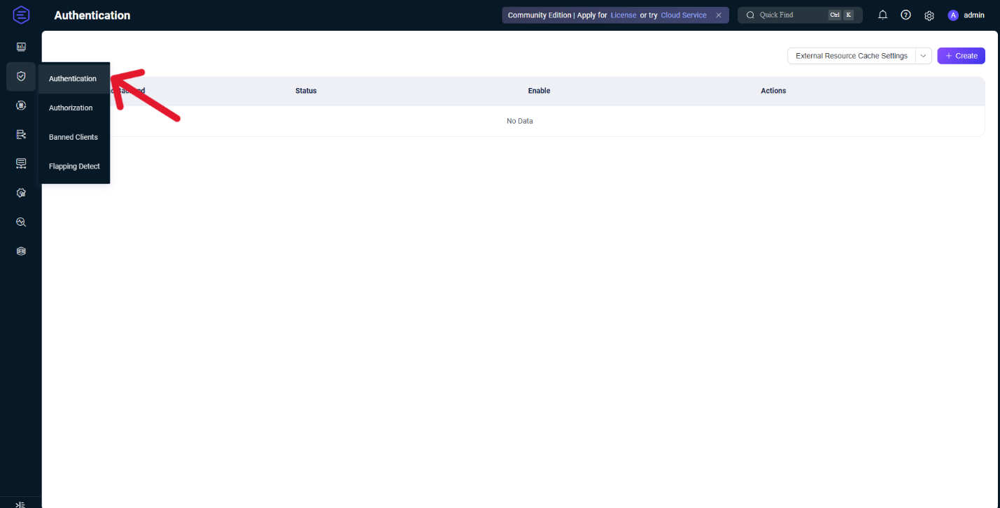 Authentication
Community Edition | Apply for License or try Cloud Service
Quick Find
Ctrl K
A admin
External Resource Cache Settings
+ Create
Authentication
Status
Enable
Actions
Authorization
No Data
Banned Clients
Flapping Detect